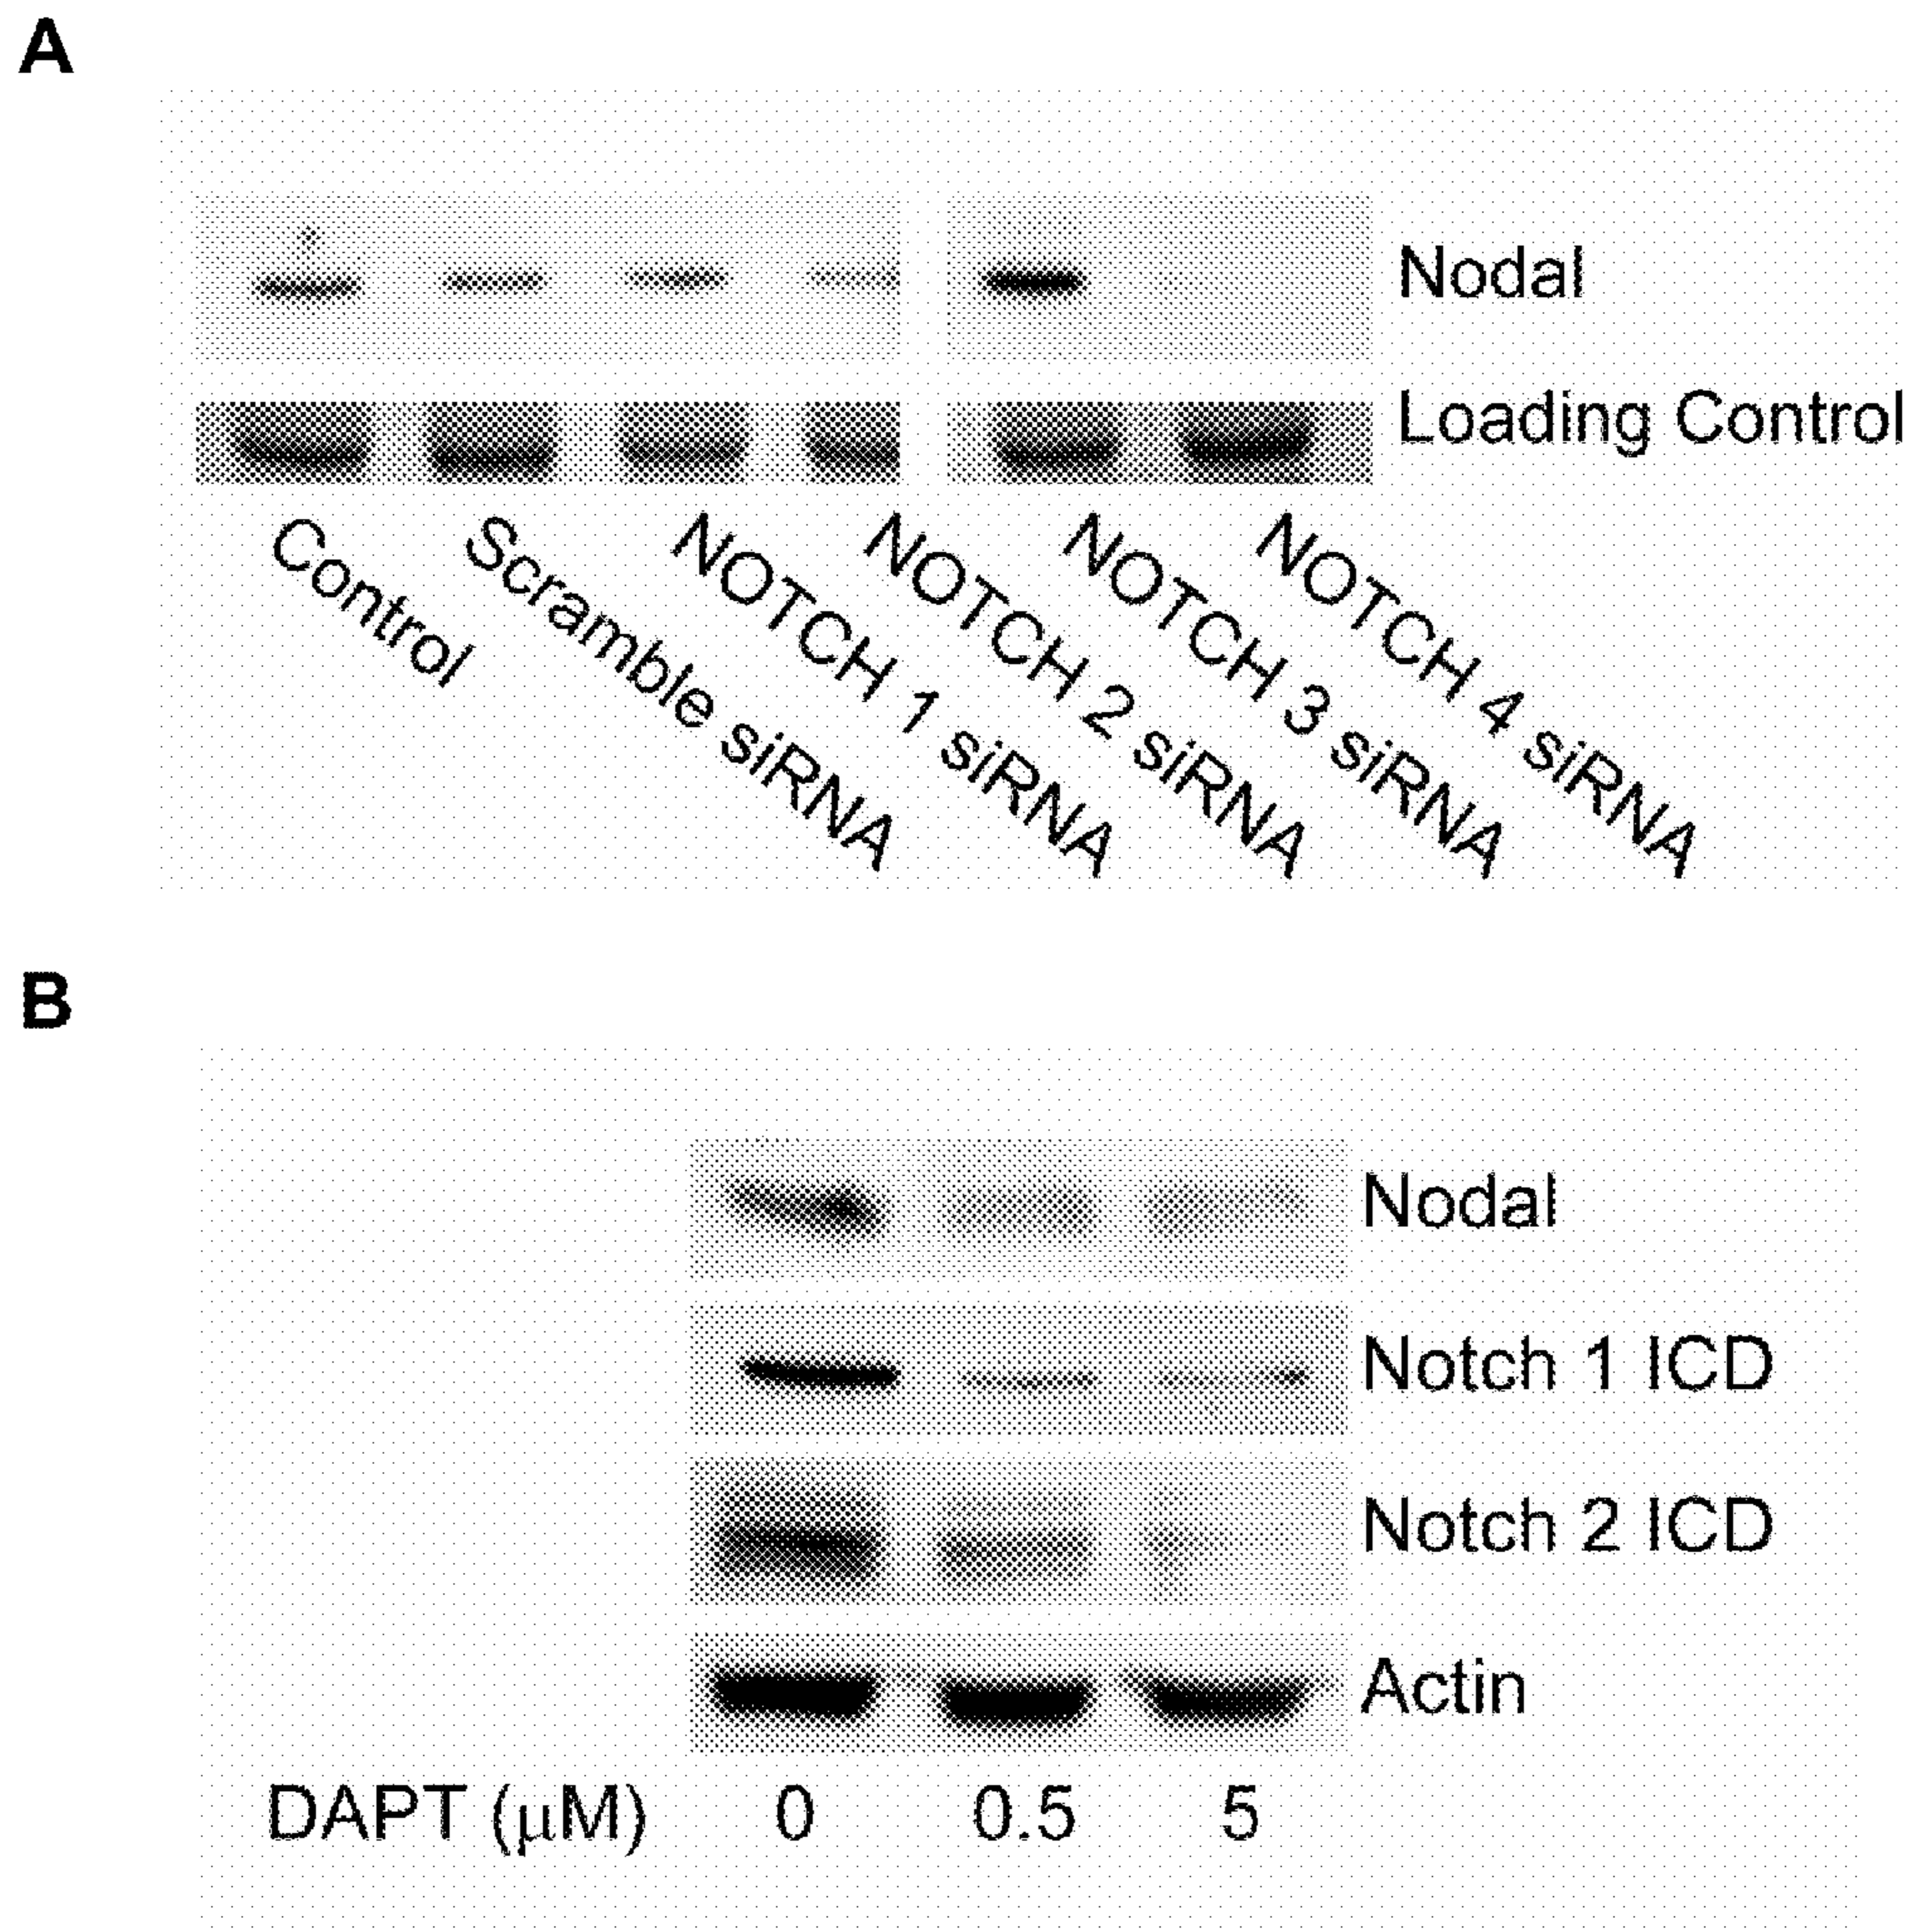 A
Nodal
Loading Control
Control
Scramble siRNA
NOTCH 1 siRNA
NOTCH 2 siRNA
NOTCH 3 siRNA
NOTCH 4 siRNA
B
Nodal
Notch 1 ICD
Notch 2 ICD
Actin
DAPT (μM) 0 0.5 5